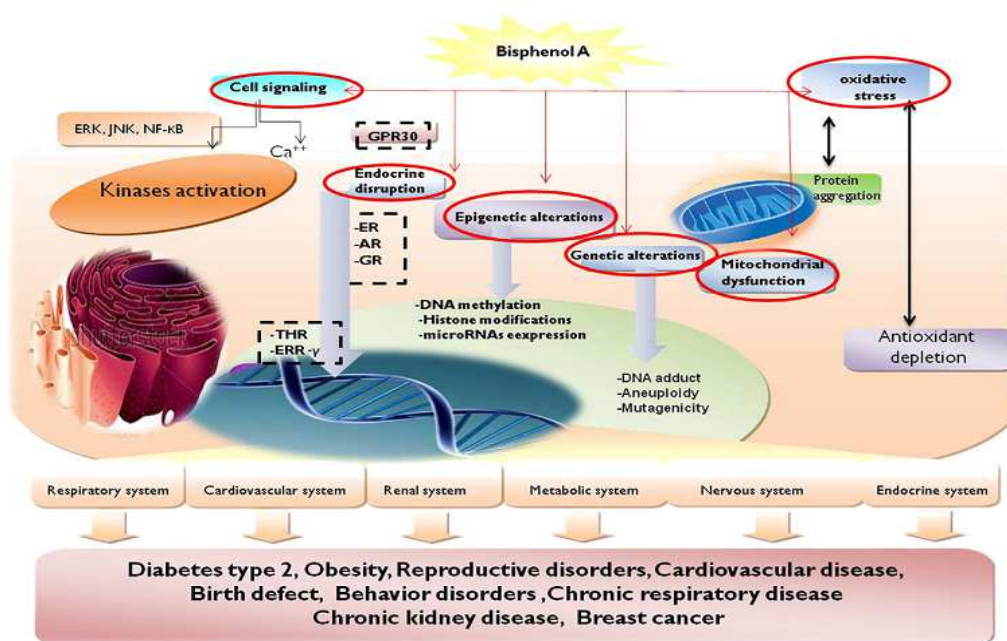 Bisphenol A
Cell signaling
oxidative
stress
ERK, JNK, NF-κB
Ca++
GPR30
Kinases activation
Endocrine
disruption
Protein
aggregation
-ER
-AR
-GR
Epigenetic alterations
Genetic alterations
Mitochondrial
dysfunction
-DNA methylation
-Histone modifications
-microRNAs eexpression
-THR
-ERR-γ
Antioxidant
depletion
-DNA adduct
-Aneuploidy
-Mutagenicity
Respiratory system
Cardiovascular system
Renal system
Metabolic system
Nervous system
Endocrine system
Diabetes type 2, Obesity, Reproductive disorders, Cardiovascular disease,
Birth defect, Behavior disorders ,Chronic respiratory disease
Chronic kidney disease, Breast cancer